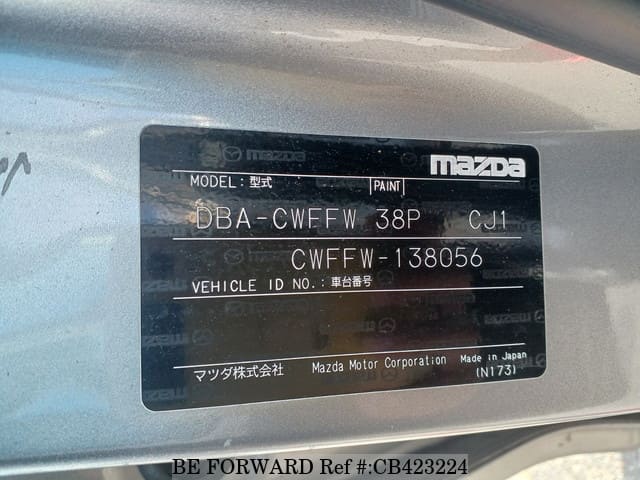 mazda
MODEL : 型式 PAINT
DBA-CWFFW 38P CJ1
CWFFW-138056
VEHICLE ID NO. : 車台番号
マツダ株式会社 Mazda Motor Corporation Made in Japan
(N173)
BE FORWARD Ref #:CB423224